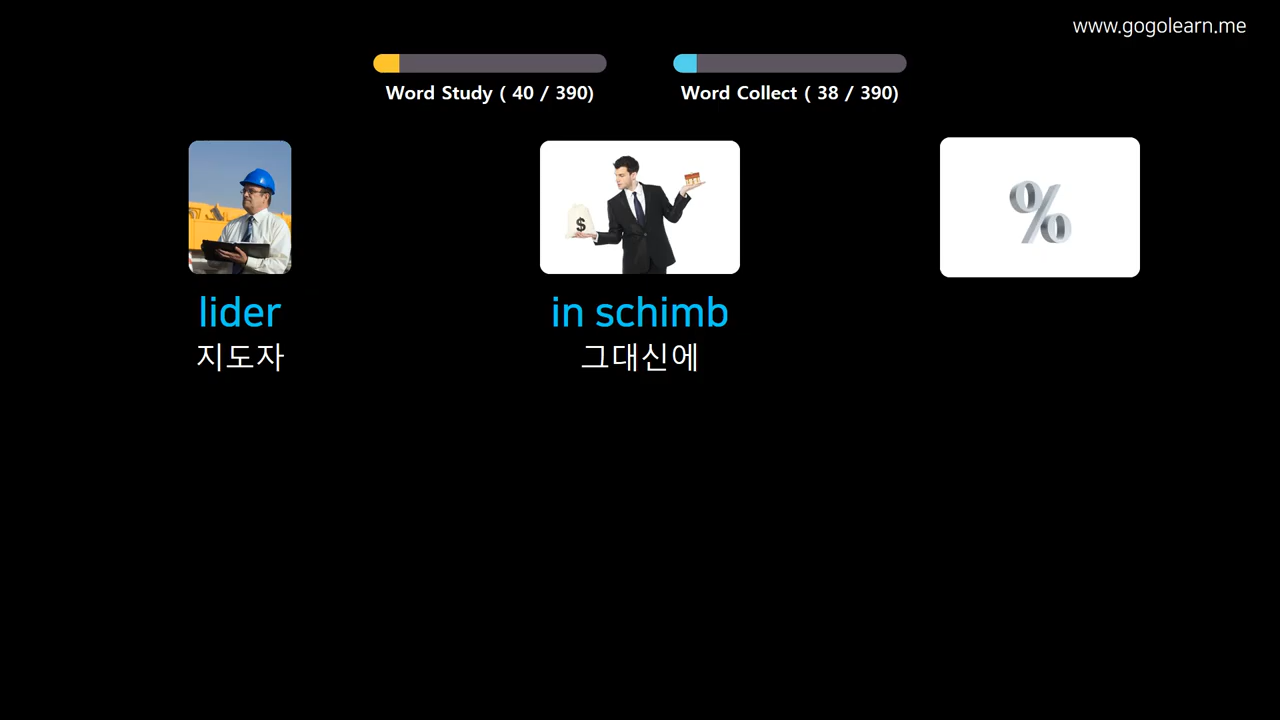 www.gogolearn.me
Word Study ( 40 / 390)
Word Collect ( 38 / 390)
$
%
lider
in schimb
지도자
그대신에